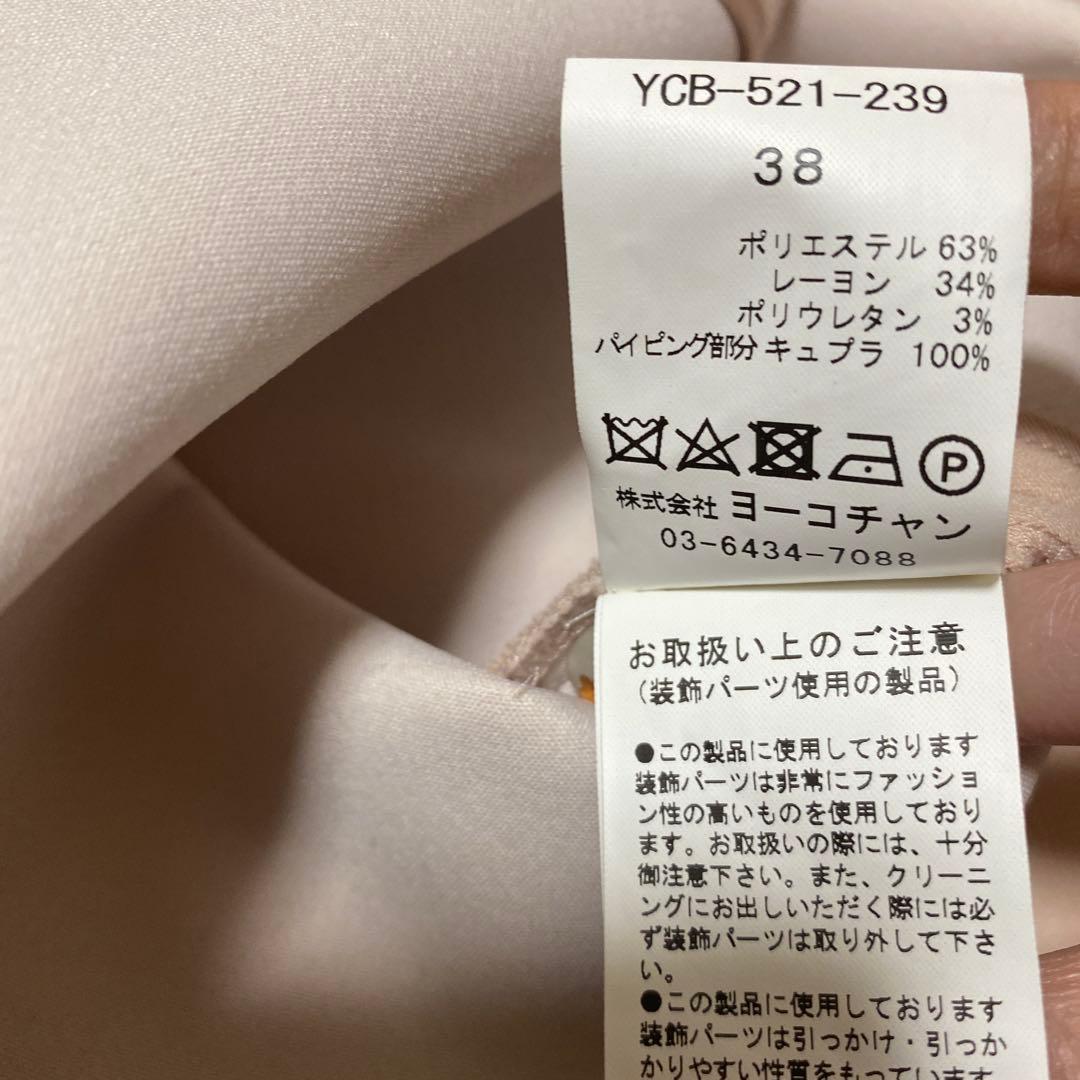 YCB-521-239
38
ポリエステル 63%
レーヨン 34%
ポリウレタン 3%
パイピング部分 キュプラ 100%
P
株式会社 ヨーコチャン
03-6434-7088
お取扱い上のご注意
(装飾パーツ使用の製品)
●この製品に使用しております
装飾パーツは非常にファッショ
ン性の高いものを使用しており
ます。お取扱いの際には、十分
御注意下さい。また、クリーニ
ングにお出しいただく際には必
ず装飾パーツは取り外して下さ
い。
●この製品に使用しております
装飾パーツは引っかけ・引っか
かりやすい性質をもっています